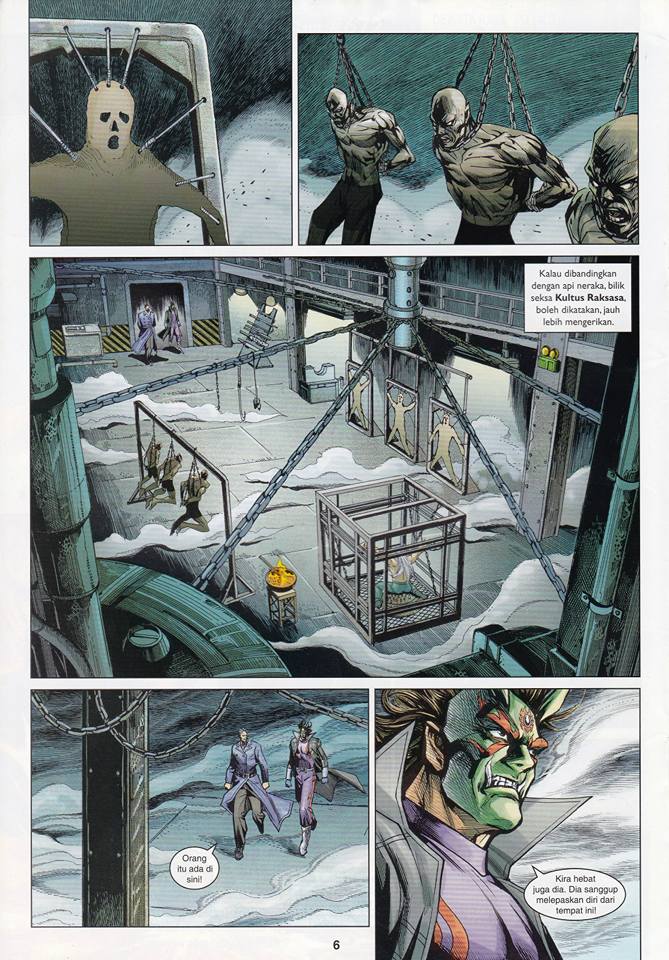 Kalau dibandingkan
dengan api neraka, bilik
seksa Kultus Raksasa,
boleh dikatakan, jauh
lebih mengerikan.
Orang
itu ada di
sini!
Kira hebat
juga dia. Dia sanggup
melepaskan diri dari
tempat ini!
6